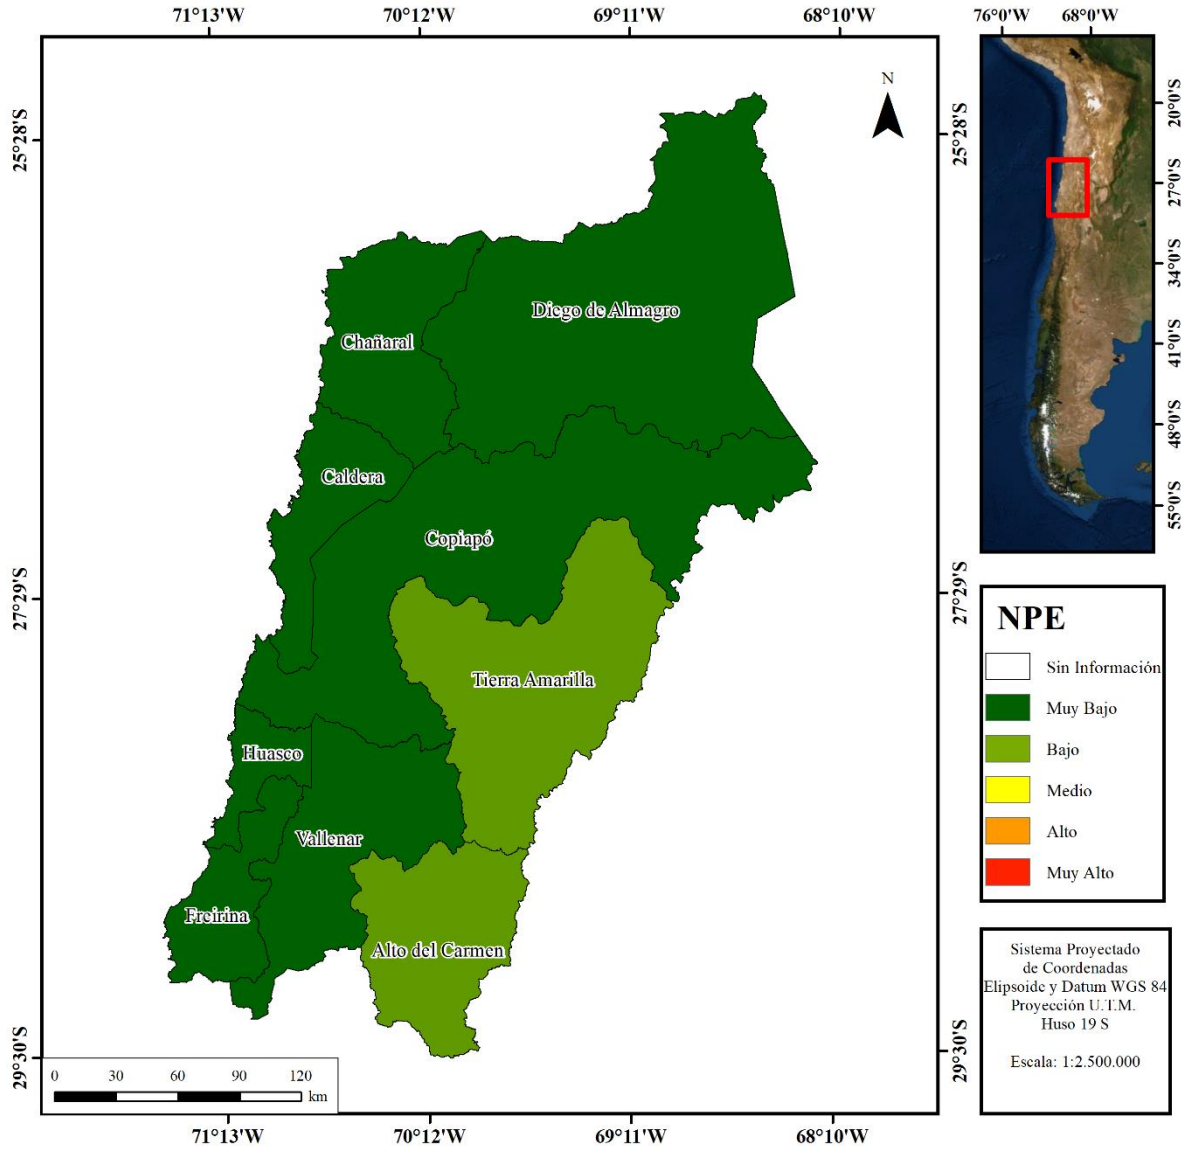 71°13'W 70°12'W 69°11'W 68°10'W
76°0'W 68°0'W
N
25°28'S
25°28'S
20°0'S
27°0'S
34°0'S
41°0'S
48°0'S
55°0'S
Diego de Almagro
Chañaral
Caldera
Copiapó
27°29'S
27°29'S
Tierra Amarilla
Huasco
Vallenar
Freirina
Alto del Carmen
29°30'S
29°30'S
0 30 60 90 120
km
71°13'W 70°12'W 69°11'W 68°10'W
NPE
Sin Información
Muy Bajo
Bajo
Medio
Alto
Muy Alto
Sistema Proyectado
de Coordenadas
Elipsoide y Datum WGS 84
Proyección U.T.M.
Huso 19 S
Escala: 1:2.500.000